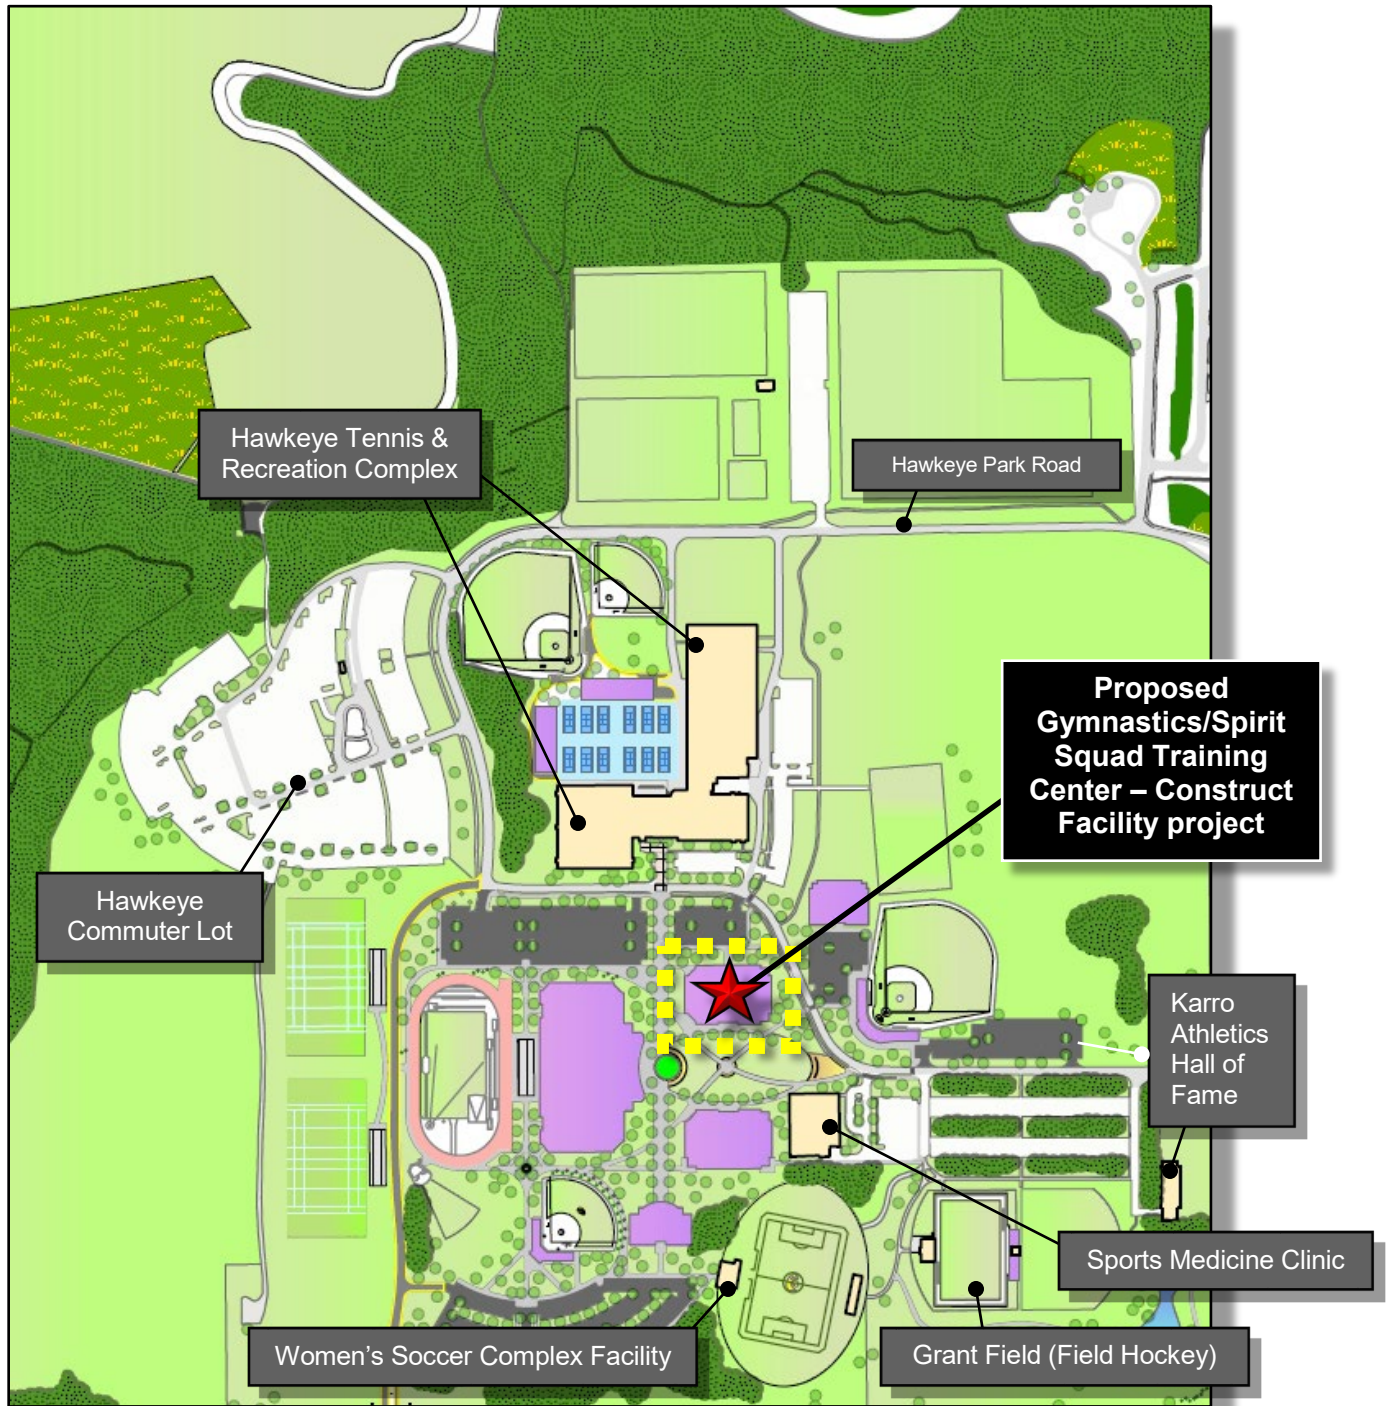 Hawkeye Tennis &
Recreation Complex
Hawkeye Park Road
Proposed
Gymnastics/Spirit
Squad Training
Center – Construct
Facility project
Hawkeye
Commuter Lot
Karro
Athletics
Hall of
Fame
Sports Medicine Clinic
Women’s Soccer Complex Facility
Grant Field (Field Hockey)